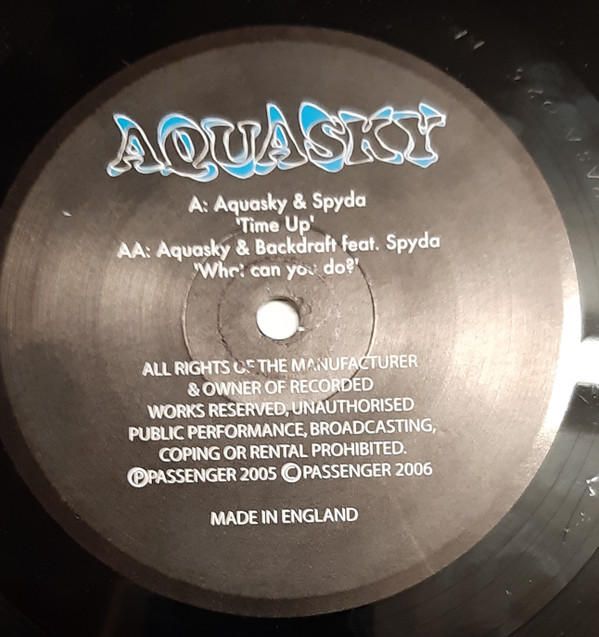 AQUASKY
A: Aquasky & Spyda
'Time Up'
AA: Aquasky & Backdraft feat. Spyda
'What can you do?'
ALL RIGHTS OF THE MANUFACTURER
& OWNER OF RECORDED
WORKS RESERVED, UNAUTHORISED
PUBLIC PERFORMANCE, BROADCASTING,
COPING OR RENTAL PROHIBITED.
ⓅPASSENGER 2005 ©PASSENGER 2006
MADE IN ENGLAND